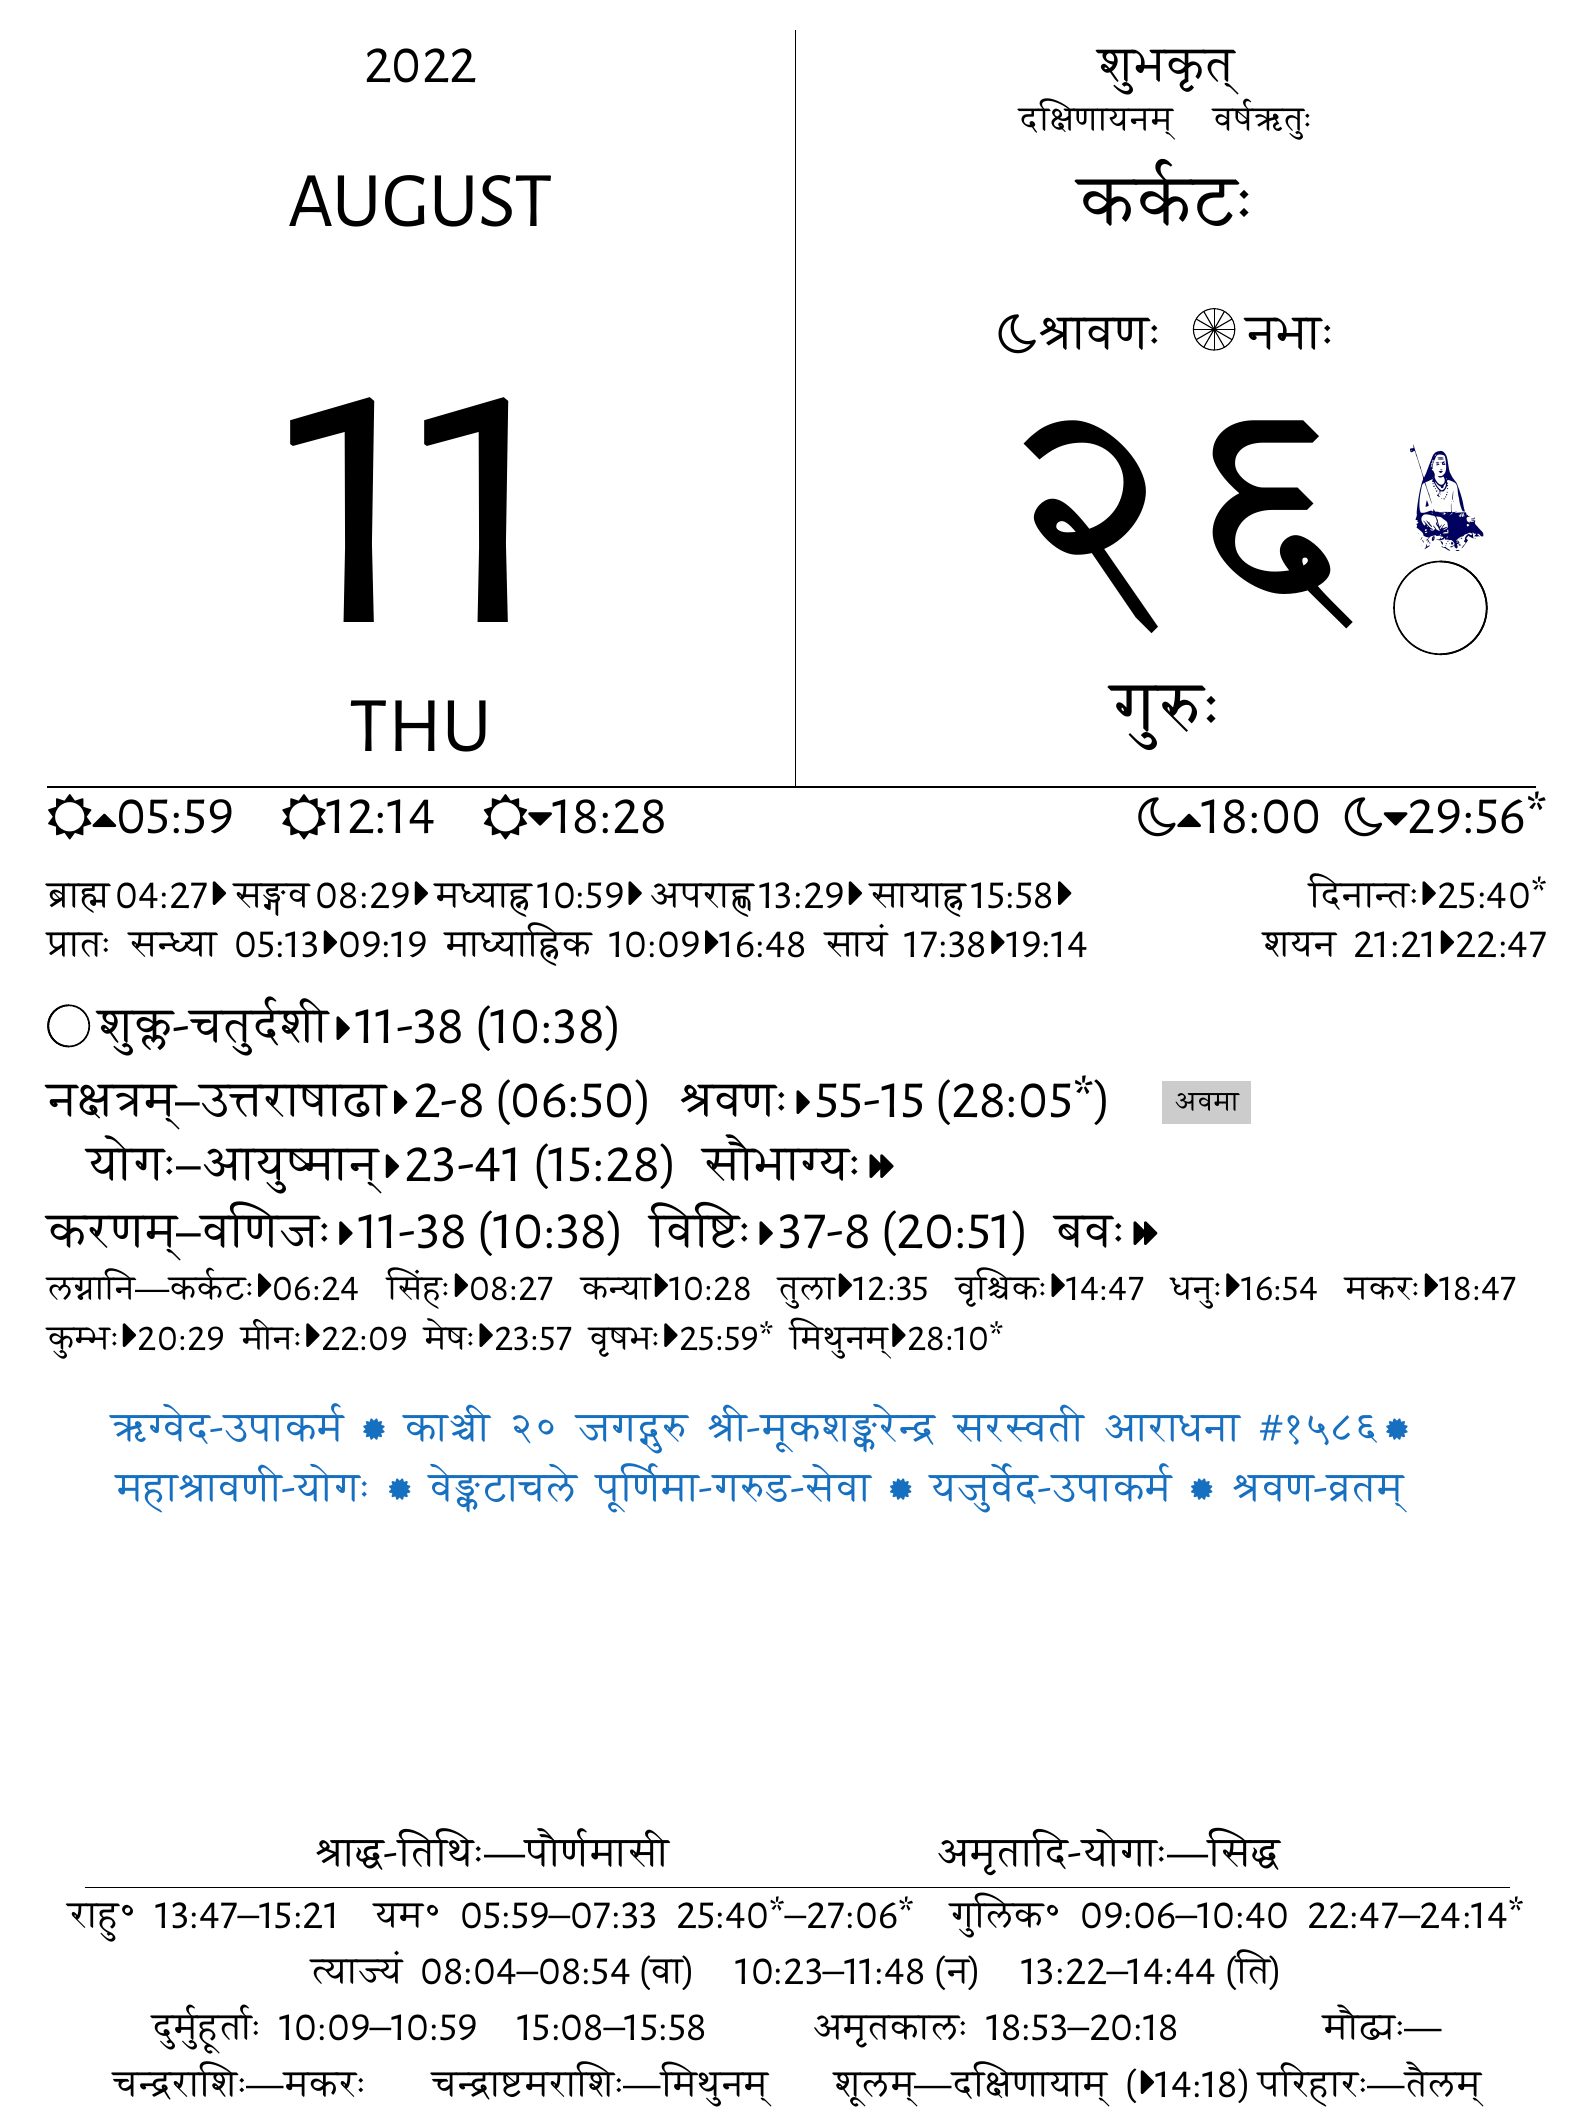 2022
AUGUST
11
THU
शुभकृत्
दक्षिणायनम् वर्षऋतुः
कर्कटः
श्रावणः नभाः
२६
गुरुः
05:59 12:14 18:28 18:00 29:56*
ब्राह्म 04:27 सङ्गव 08:29 मध्याह्न 10:59 अपराह्ण 13:29 सायाह्न 15:58 दिनान्तः 25:40*
प्रातः सन्ध्या 05:13 09:19 माध्याह्निक 10:09 16:48 सायं 17:38 19:14 शयन 21:21 22:47
शुक्ल-चतुर्दशी 11-38 (10:38)
नक्षत्रम्–उत्तराषाढा 2-8 (06:50) श्रवणः 55-15 (28:05*) अवमा
योगः–आयुष्मान् 23-41 (15:28) सौभाग्यः
करणम्–वणिजः 11-38 (10:38) विष्टिः 37-8 (20:51) बवः
लग्नानि—कर्कटः 06:24 सिंहः 08:27 कन्या 10:28 तुला 12:35 वृश्चिकः 14:47 धनुः 16:54 मकरः 18:47
कुम्भः 20:29 मीनः 22:09 मेषः 23:57 वृषभः 25:59* मिथुनम् 28:10*
ऋग्वेद-उपाकर्म ✹ काञ्ची २० जगद्गुरु श्री-मूकशङ्करेन्द्र सरस्वती आराधना #१५८६ ✹
महाश्रावणी-योगः ✹ वेङ्कटाचले पूर्णिमा-गरुड-सेवा ✹ यजुर्वेद-उपाकर्म ✹ श्रवण-व्रतम्
श्राद्ध-तिथिः—पौर्णमासी अमृतादि-योगाः—सिद्ध
राहु॰ 13:47–15:21 यम॰ 05:59–07:33 25:40*–27:06* गुलिक॰ 09:06–10:40 22:47–24:14*
त्याज्यं 08:04–08:54 (वा) 10:23–11:48 (न) 13:22–14:44 (ति)
दुर्मुहूर्ताः 10:09–10:59 15:08–15:58 अमृतकालः 18:53–20:18 मौढ्यः—
चन्द्रराशिः—मकरः चन्द्राष्टमराशिः—मिथुनम् शूलम्—दक्षिणायाम् (14:18) परिहारः—तैलम्